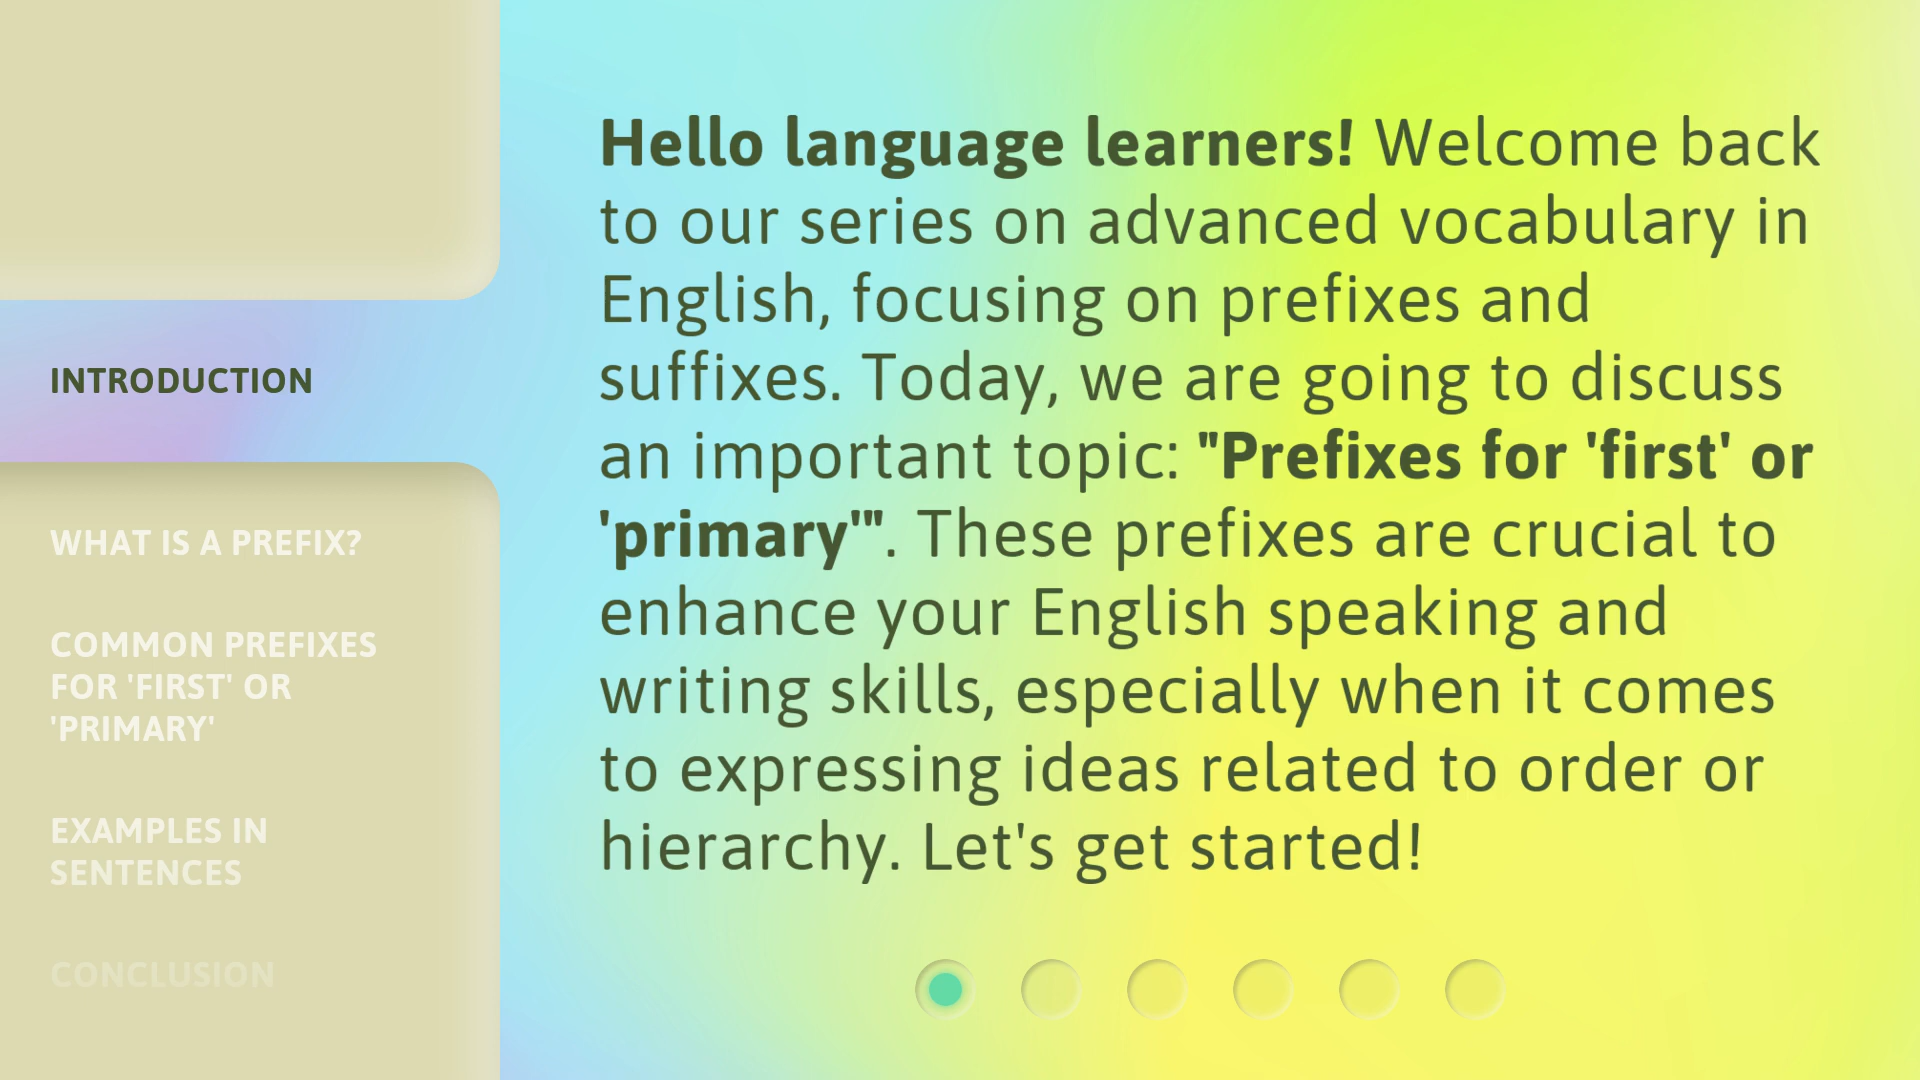 INTRODUCTION
WHAT IS A PREFIX?
COMMON PREFIXES
FOR 'FIRST' OR
'PRIMARY'
EXAMPLES IN
SENTENCES
CONCLUSION
Hello language learners! Welcome back
to our series on advanced vocabulary in
English, focusing on prefixes and
suffixes. Today, we are going to discuss
an important topic: "Prefixes for 'first' or
'primary'". These prefixes are crucial to
enhance your English speaking and
writing skills, especially when it comes
to expressing ideas related to order or
hierarchy. Let's get started!